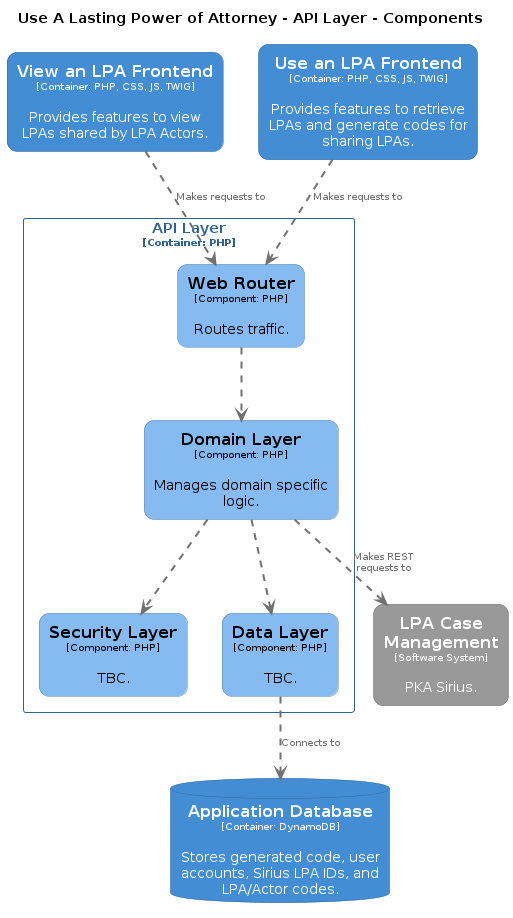 Use A Lasting Power of Attorney - API Layer - Components
View an LPA Frontend
[Container: PHP, CSS, JS, TWIG]
Provides features to view
LPAs shared by LPA Actors.
Use an LPA Frontend
[Container: PHP, CSS, JS, TWIG]
Provides features to retrieve
LPAs and generate codes for
sharing LPAs.
Makes requests to
Makes requests to
API Layer
[Container: PHP]
Web Router
[Component: PHP]
Routes traffic.
Domain Layer
[Component: PHP]
Manages domain specific
logic.
Makes REST
requests to
Security Layer
[Component: PHP]
TBC.
Data Layer
[Component: PHP]
TBC.
LPA Case
Management
[Software System]
PKA Sirius.
Connects to
Application Database
[Container: DynamoDB]
Stores generated code, user
accounts, Sirius LPA IDs, and
LPA/Actor codes.